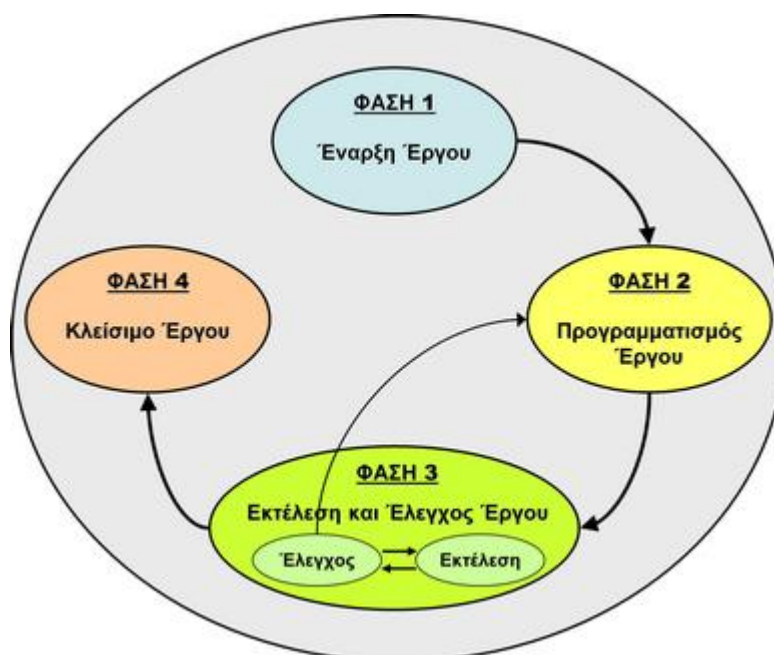 ΦΑΣΗ 1
Έναρξη Έργου
ΦΑΣΗ 2
Προγραμματισμός
Έργου
ΦΑΣΗ 3
Εκτέλεση και Έλεγχος Έργου
Έλεγχος
Εκτέλεση
ΦΑΣΗ 4
Κλείσιμο Έργου